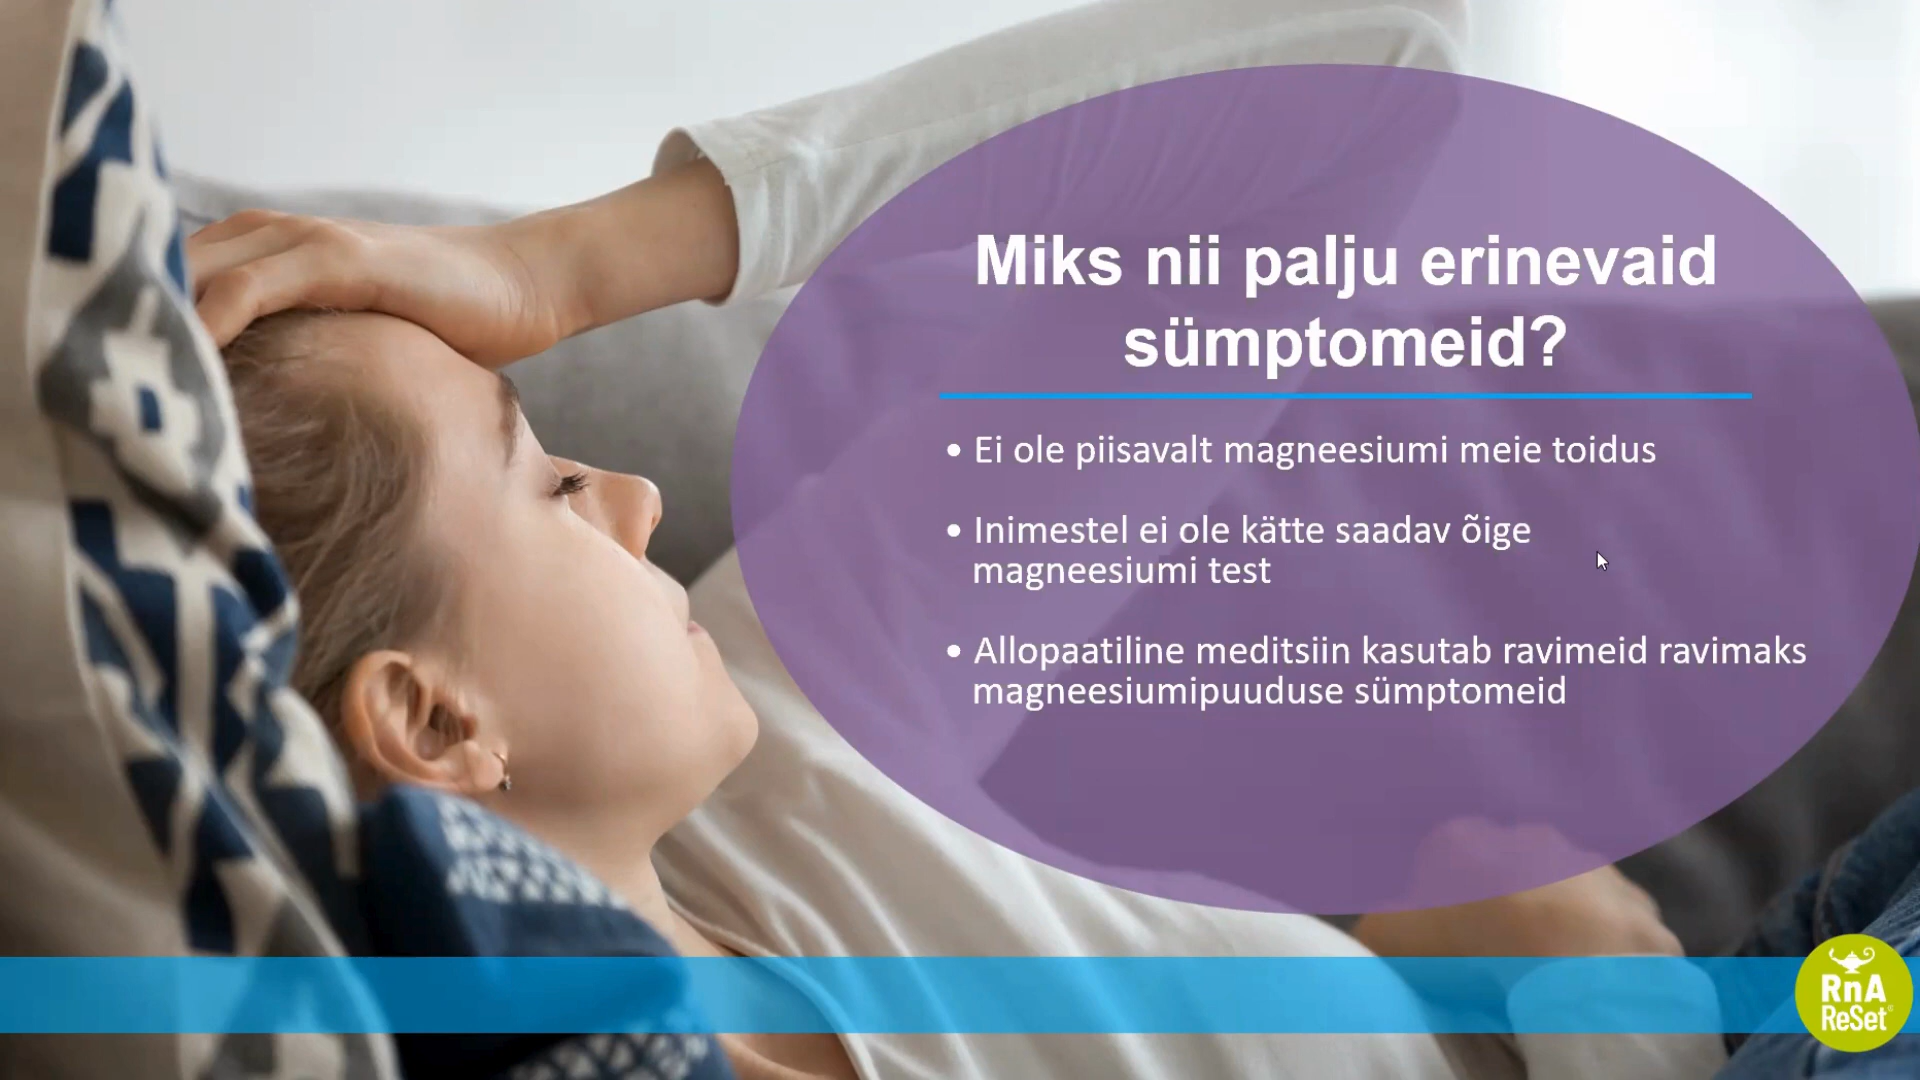 Miks nii palju erinevaid
sümptomeid?
• Ei ole piisavalt magneesiumi meie toidus
• Inimestel ei ole kätte saadav õige
magneesiumi test
• Allopaatiline meditsiin kasutab ravimeid ravimaks
magneesiumipuuduse sümptomeid
RnA
ReSet